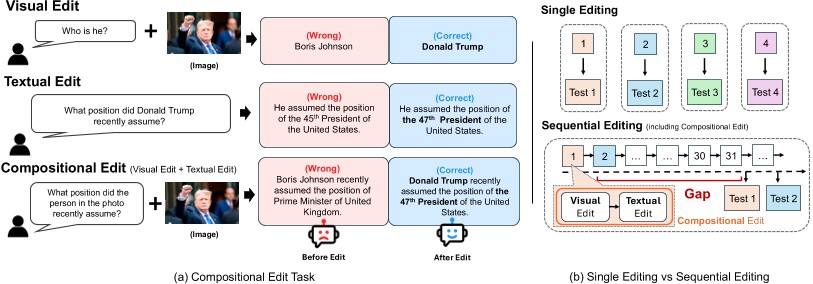 Visual Edit
Who is he?
+
(Image)
(Wrong)
Boris Johnson
(Correct)
Donald Trump
Textual Edit
What position did Donald Trump
recently assume?
(Wrong)
He assumed the position
of the 45th President of
the United States.
(Correct)
He assumed the position of
the 47th President of the
United States.
Compositional Edit (Visual Edit + Textual Edit)
What position did the
person in the photo
recently assume?
+
(Image)
(Wrong)
Boris Johnson recently
assumed the position of
Prime Minister of United
Kingdom.
(Correct)
Donald Trump recently
assumed the position of the
47th President of the United
States.
Before Edit
After Edit
(a) Compositional Edit Task
Single Editing
1
2
3
4
Test 1
Test 2
Test 3
Test 4
Sequential Editing (including Compositional Edit)
1
2
...
...
30
31
...
Gap
Test 1
Test 2
Visual
Edit
Textual
Edit
Compositional Edit
(b) Single Editing vs Sequential Editing